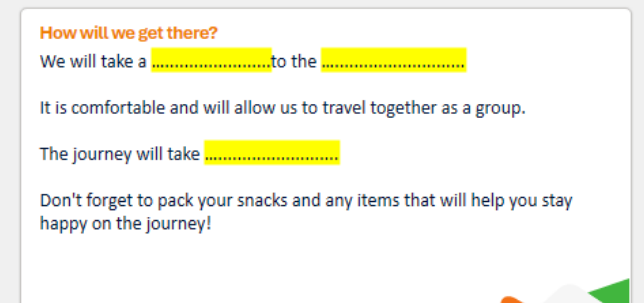 How will we get there?
We will take a ..........................to the ...............................
It is comfortable and will allow us to travel together as a group.
The journey will take .............................
Don't forget to pack your snacks and any items that will help you stay
happy on the journey!